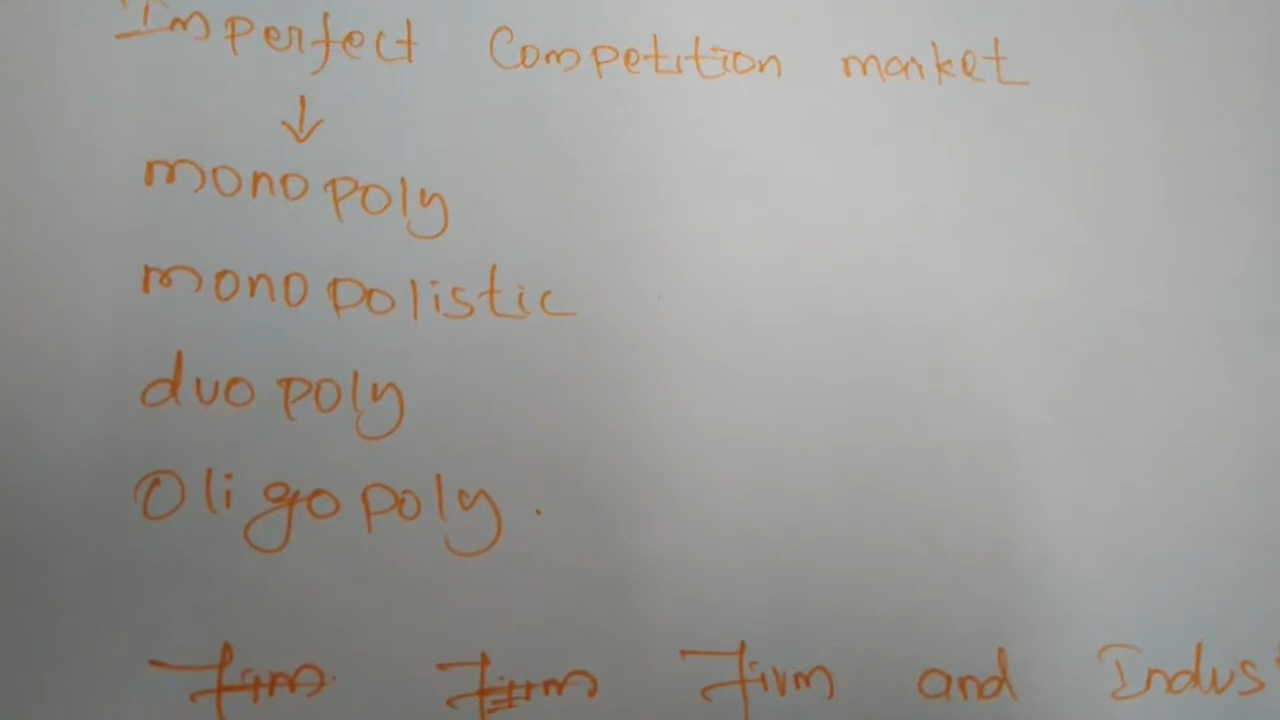 Imperfect Competition market
↓
monopoly
monopolistic
duopoly
Oligopoly.
Firm and Indus